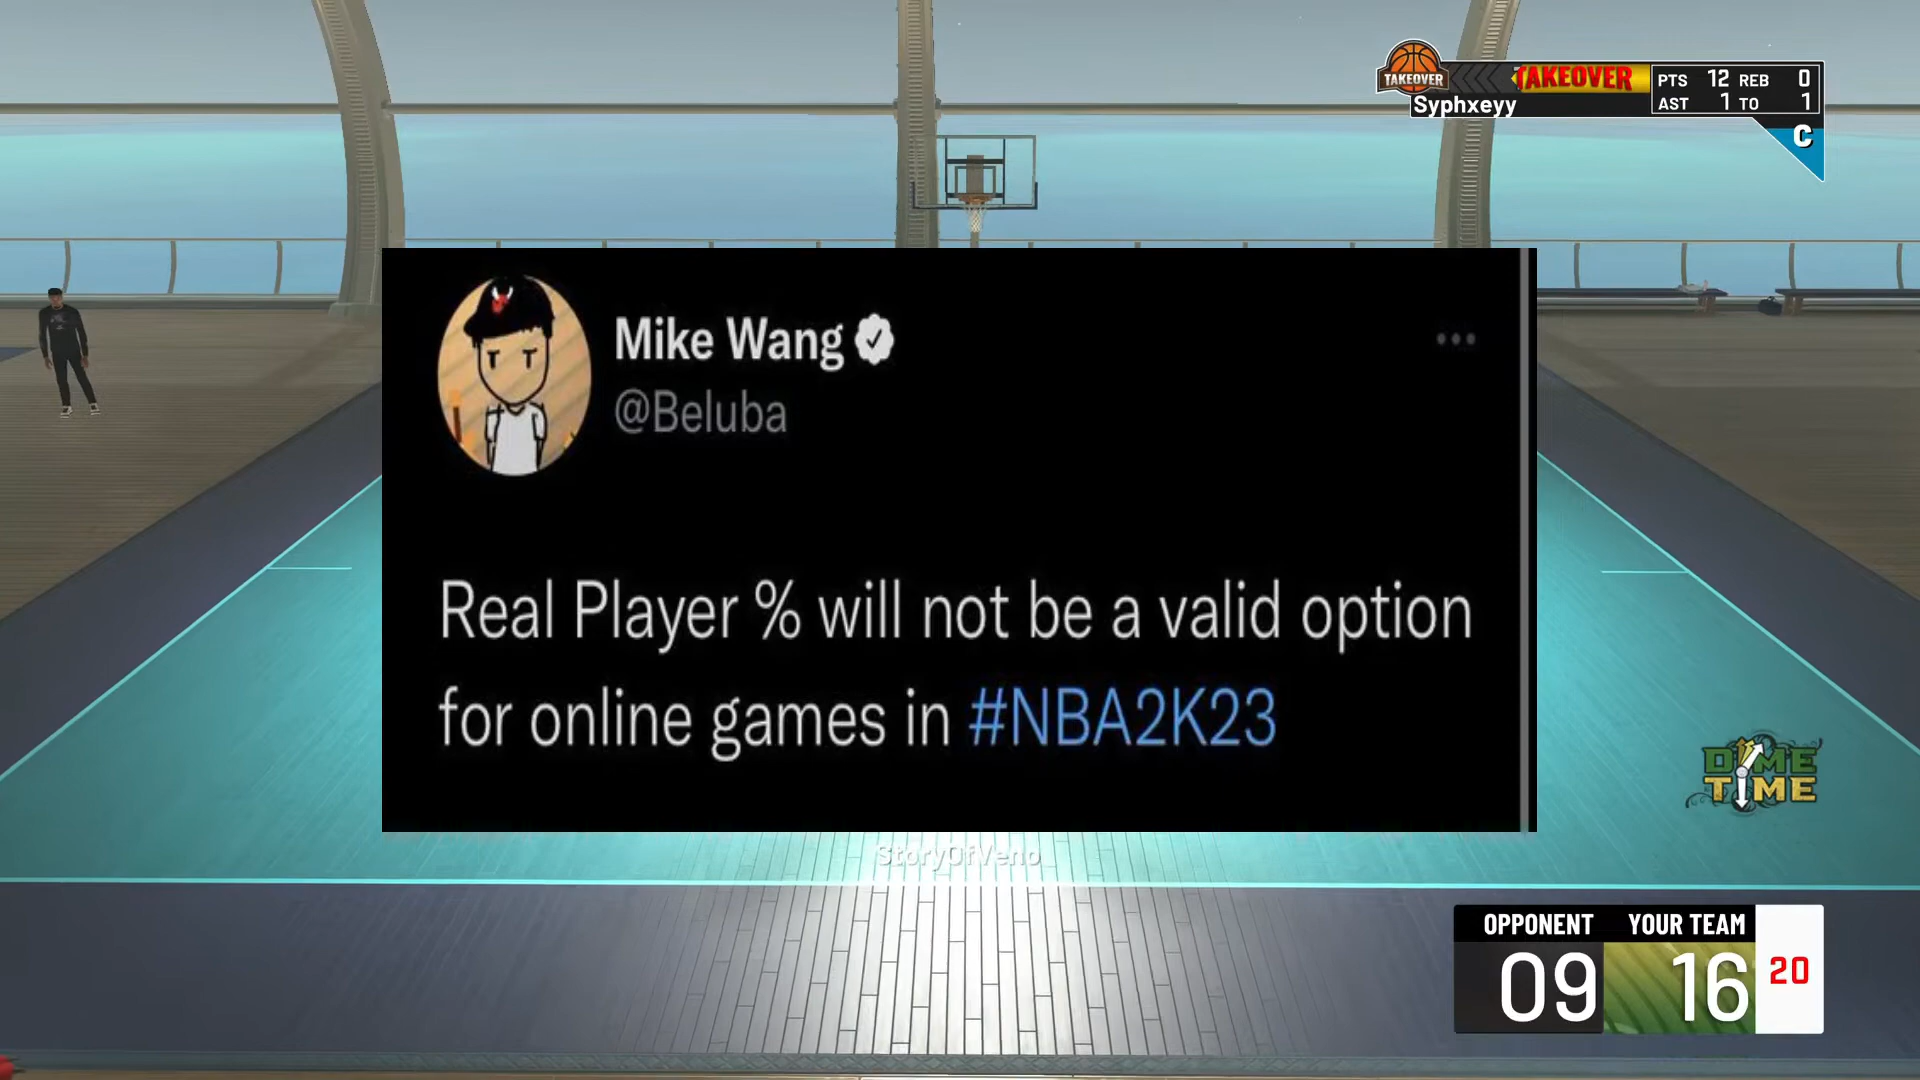 TAKEOVER
TAKEOVER
PTS 12 REB 0
AST 1 TO 1
Syphxeyy
C
Mike Wang
@Beluba
Real Player % will not be a valid option
for online games in #NBA2K23
DIME
TIME
StoryOfVeno
OPPONENT YOUR TEAM
09 16 20